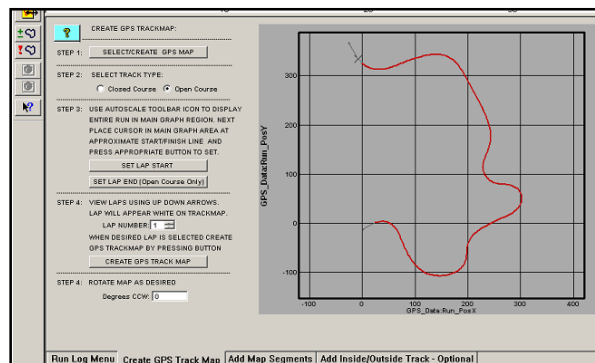 CREATE GPS TRACKMAP:
STEP 1: SELECT/CREATE GPS MAP
STEP 2: SELECT TRACK TYPE:
Closed Course Open Course
STEP 3: USE AUTOSCALE TOOLBAR ICON TO DISPLAY
ENTIRE RUN IN MAIN GRAPH REGION. NEXT
PLACE CURSOR IN MAIN GRAPH AREA AT
APPROXIMATE START/FINISH LINE AND
PRESS APPROPRIATE BUTTON TO SET.
SET LAP START
SET LAP END (Open Course Only)
STEP 4: VIEW LAPS USING UP DOWN ARROWS.
LAP WILL APPEAR WHITE ON TRACKMAP.
LAP NUMBER: 1
WHEN DESIRED LAP IS SELECTED CREATE
GPS TRACKMAP BY PRESSING BUTTON
CREATE GPS TRACK MAP
STEP 4: ROTATE MAP AS DESIRED
Degrees CCW: 0
GPS_Data:Run_PosY
300
200
100
0
-100
-100 0 100 200 300 400
GPS_Data:Run_PosX
Run Log Menu Create GPS Track Map Add Map Segments Add Inside/Outside Track - Optional